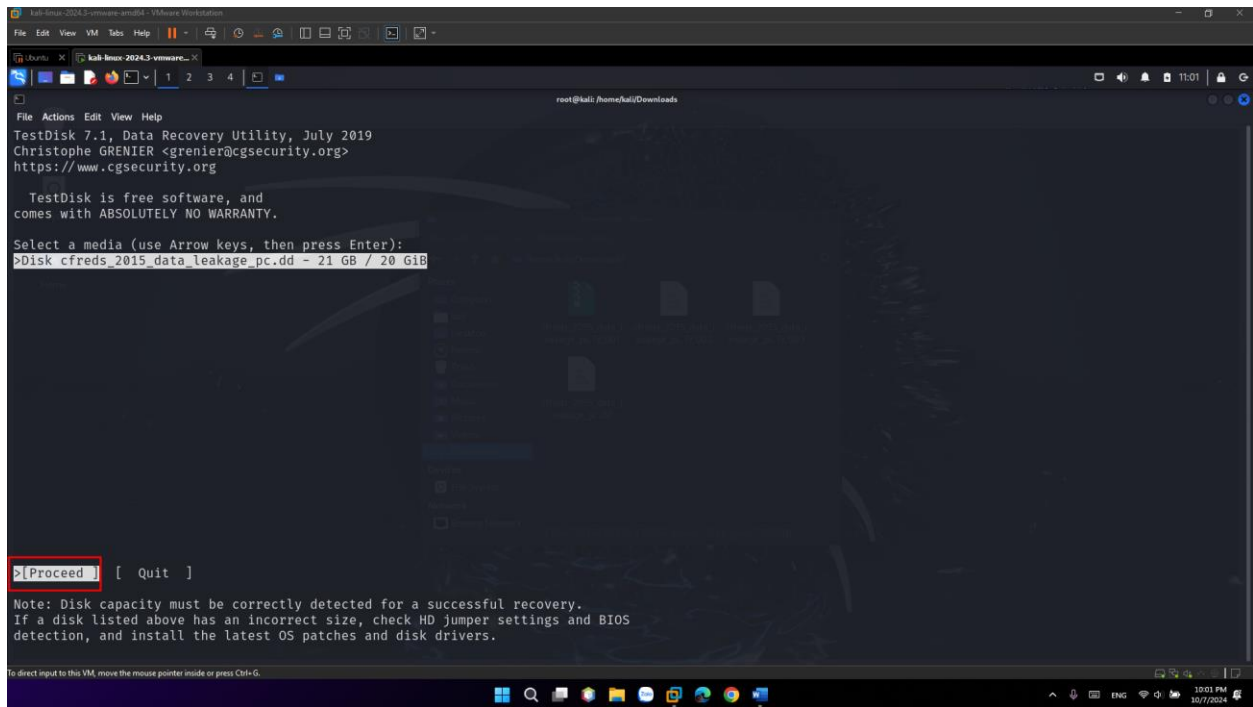 kali-linux-2024.3-vmware-amd64 - VMware Workstation
File Edit View VM Tabs Help
Ubuntu kali-linux-2024.3-vmware...
1 2 3 4 11:01
root@kali: /home/kali/Downloads
File Actions Edit View Help
TestDisk 7.1, Data Recovery Utility, July 2019
Christophe GRENIER <grenier@cgsecurity.org>
https://www.cgsecurity.org
TestDisk is free software, and
comes with ABSOLUTELY NO WARRANTY.
Select a media (use Arrow keys, then press Enter):
>Disk cfreds_2015_data_leakage_pc.dd - 21 GB / 20 GiB
>[Proceed ] [ Quit ]
Note: Disk capacity must be correctly detected for a successful recovery.
If a disk listed above has an incorrect size, check HD jumper settings and BIOS
detection, and install the latest OS patches and disk drivers.
To direct input to this VM, move the mouse pointer inside or press Ctrl+G.
Zalo ENG 10:01 PM
10/7/2024